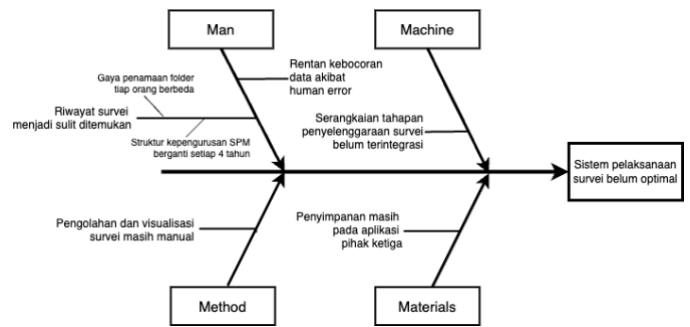 Man
Machine
Gaya penamaan folder
tiap orang berbeda
Rentan kebocoran
data akibat
human error
Riwayat survei
menjadi sulit ditemukan
Struktur kepengurusan SPM
berganti setiap 4 tahun
Serangkaian tahapan
penyelenggaraan survei
belum terintegrasi
Sistem pelaksanaan
survei belum optimal
Pengolahan dan visualisasi
survei masih manual
Penyimpanan masih
pada aplikasi
pihak ketiga
Method
Materials